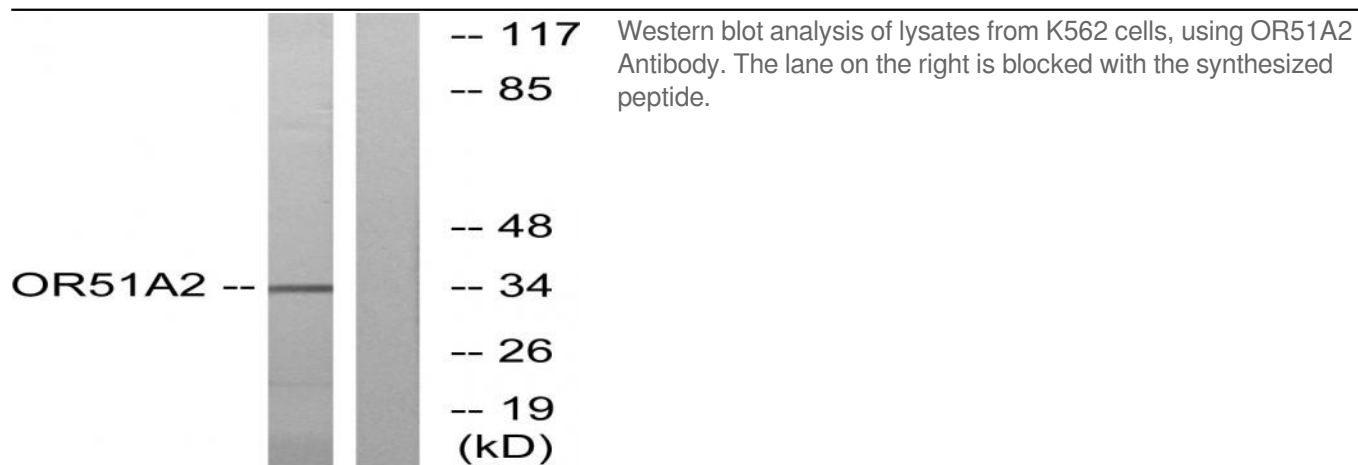 -- 117
-- 85
-- 48
OR51A2 -- -- 34
-- 26
-- 19
(kD)
Western blot analysis of lysates from K562 cells, using OR51A2
Antibody. The lane on the right is blocked with the synthesized
peptide.